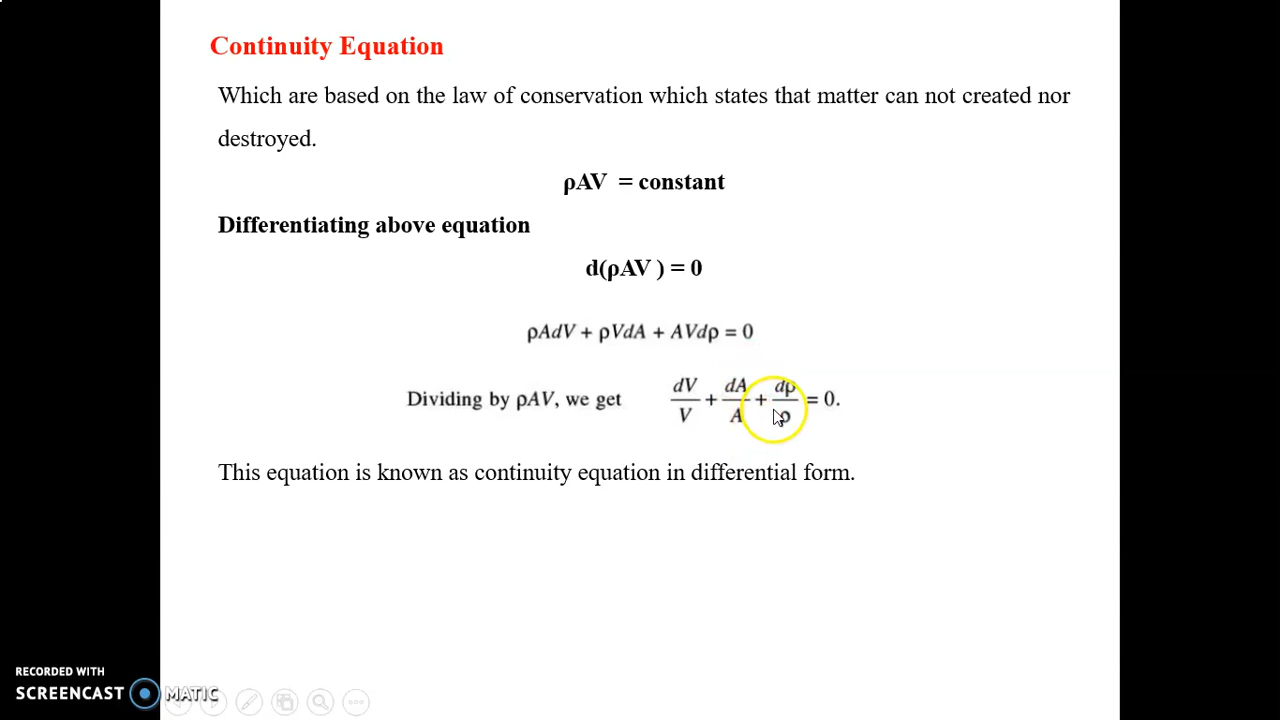 Continuity Equation
Which are based on the law of conservation which states that matter can not created nor
destroyed.
ρAV = constant
Differentiating above equation
d(ρAV ) = 0
ρAdV + ρVdA + AVdρ = 0
Dividing by ρAV, we get dV/V + dA/A + dρ/ρ = 0.
This equation is known as continuity equation in differential form.
RECORDED WITH
SCREENCAST MATIC